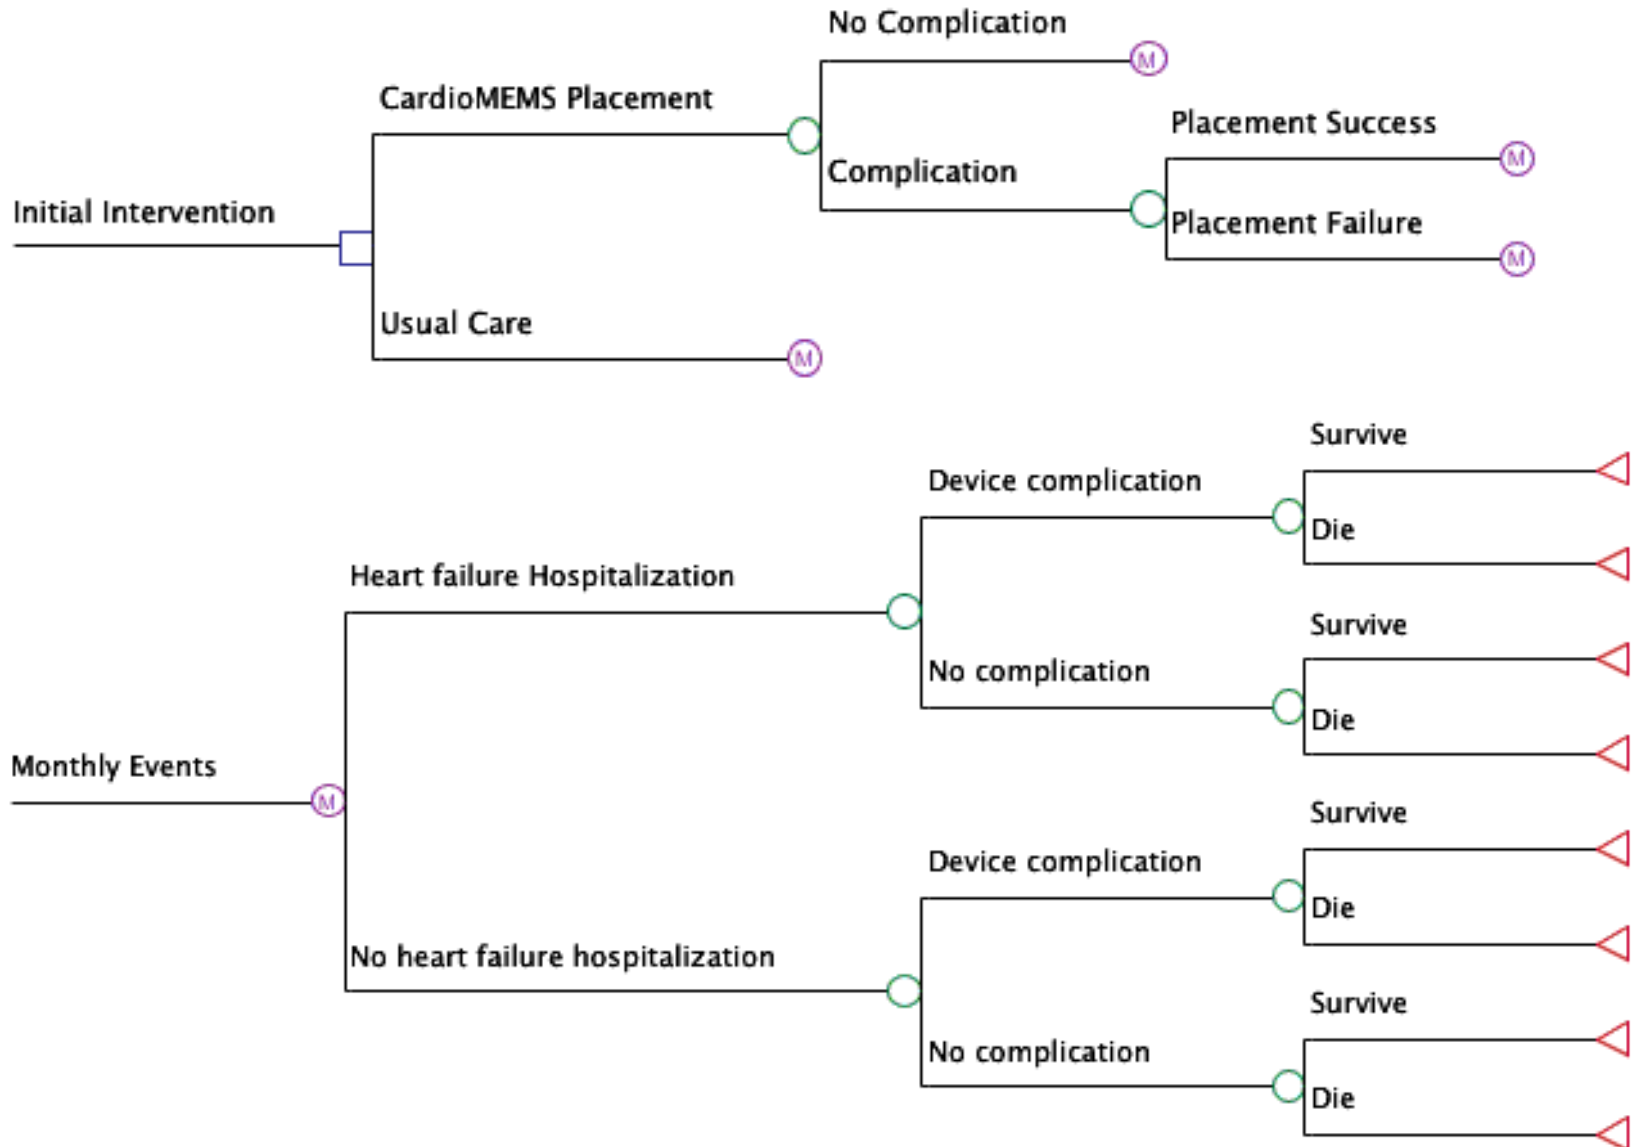 No Complication
M
CardioMEMS Placement
Placement Success
M
Complication
Initial Intervention
Placement Failure
M
Usual Care
M
Survive
Device complication
Die
Heart failure Hospitalization
Survive
No complication
Die
Monthly Events
M
Survive
Device complication
Die
No heart failure hospitalization
Survive
No complication
Die